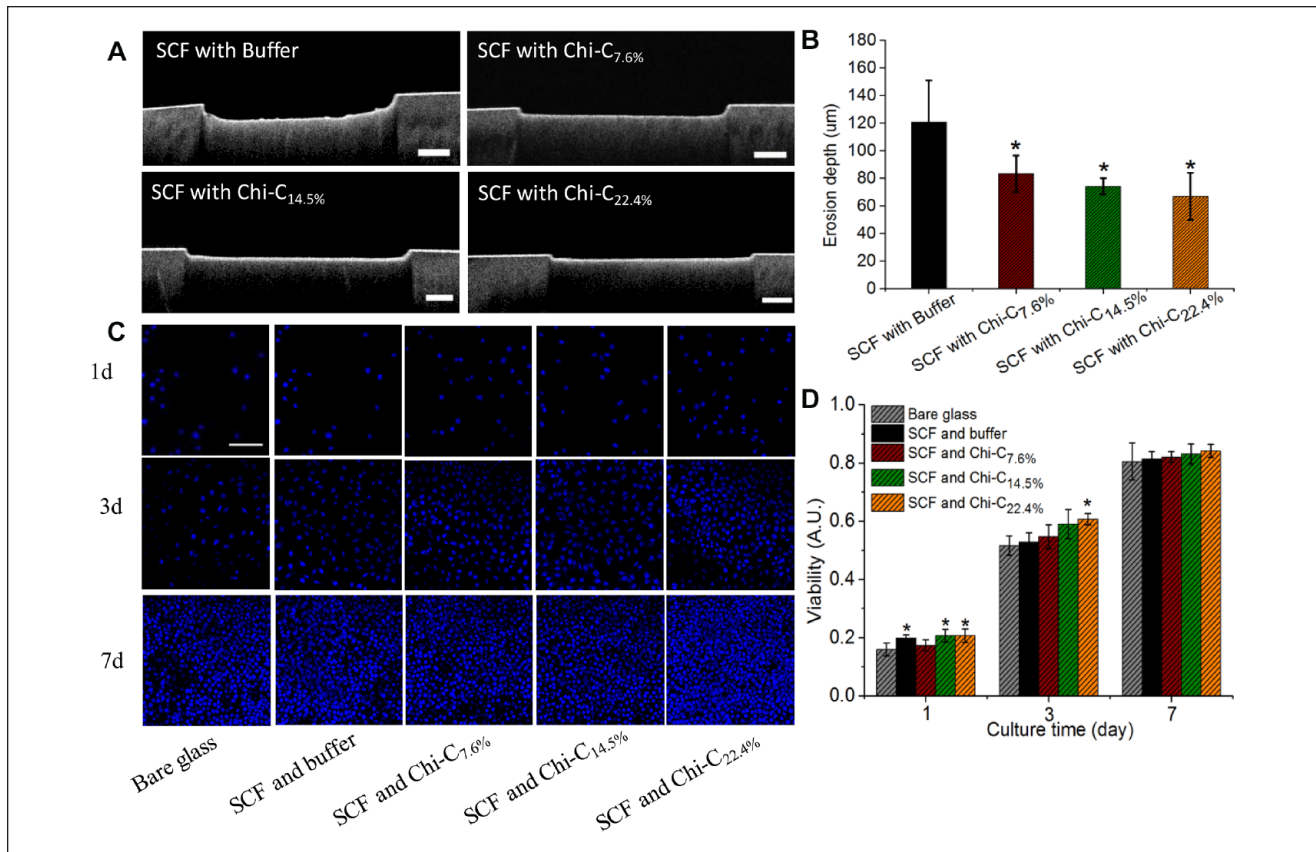 A
SCF with Buffer
SCF with Chi-C7.6%
SCF with Chi-C14.5%
SCF with Chi-C22.4%
B
180
160
140
120
100
80
60
40
20
0
Erosion depth (um)
*
*
*
SCF with Buffer
SCF with Chi-C7.6%
SCF with Chi-C14.5%
SCF with Chi-C22.4%
C
1d
3d
7d
Bare glass
SCF and buffer
SCF and Chi-C7.6%
SCF and Chi-C14.5%
SCF and Chi-C22.4%
D
1.0
0.8
0.6
0.4
0.2
0.0
Viability (A.U.)
Bare glass
SCF and buffer
SCF and Chi-C7.6%
SCF and Chi-C14.5%
SCF and Chi-C22.4%
*
* *
*
1 3 7
Culture time (day)